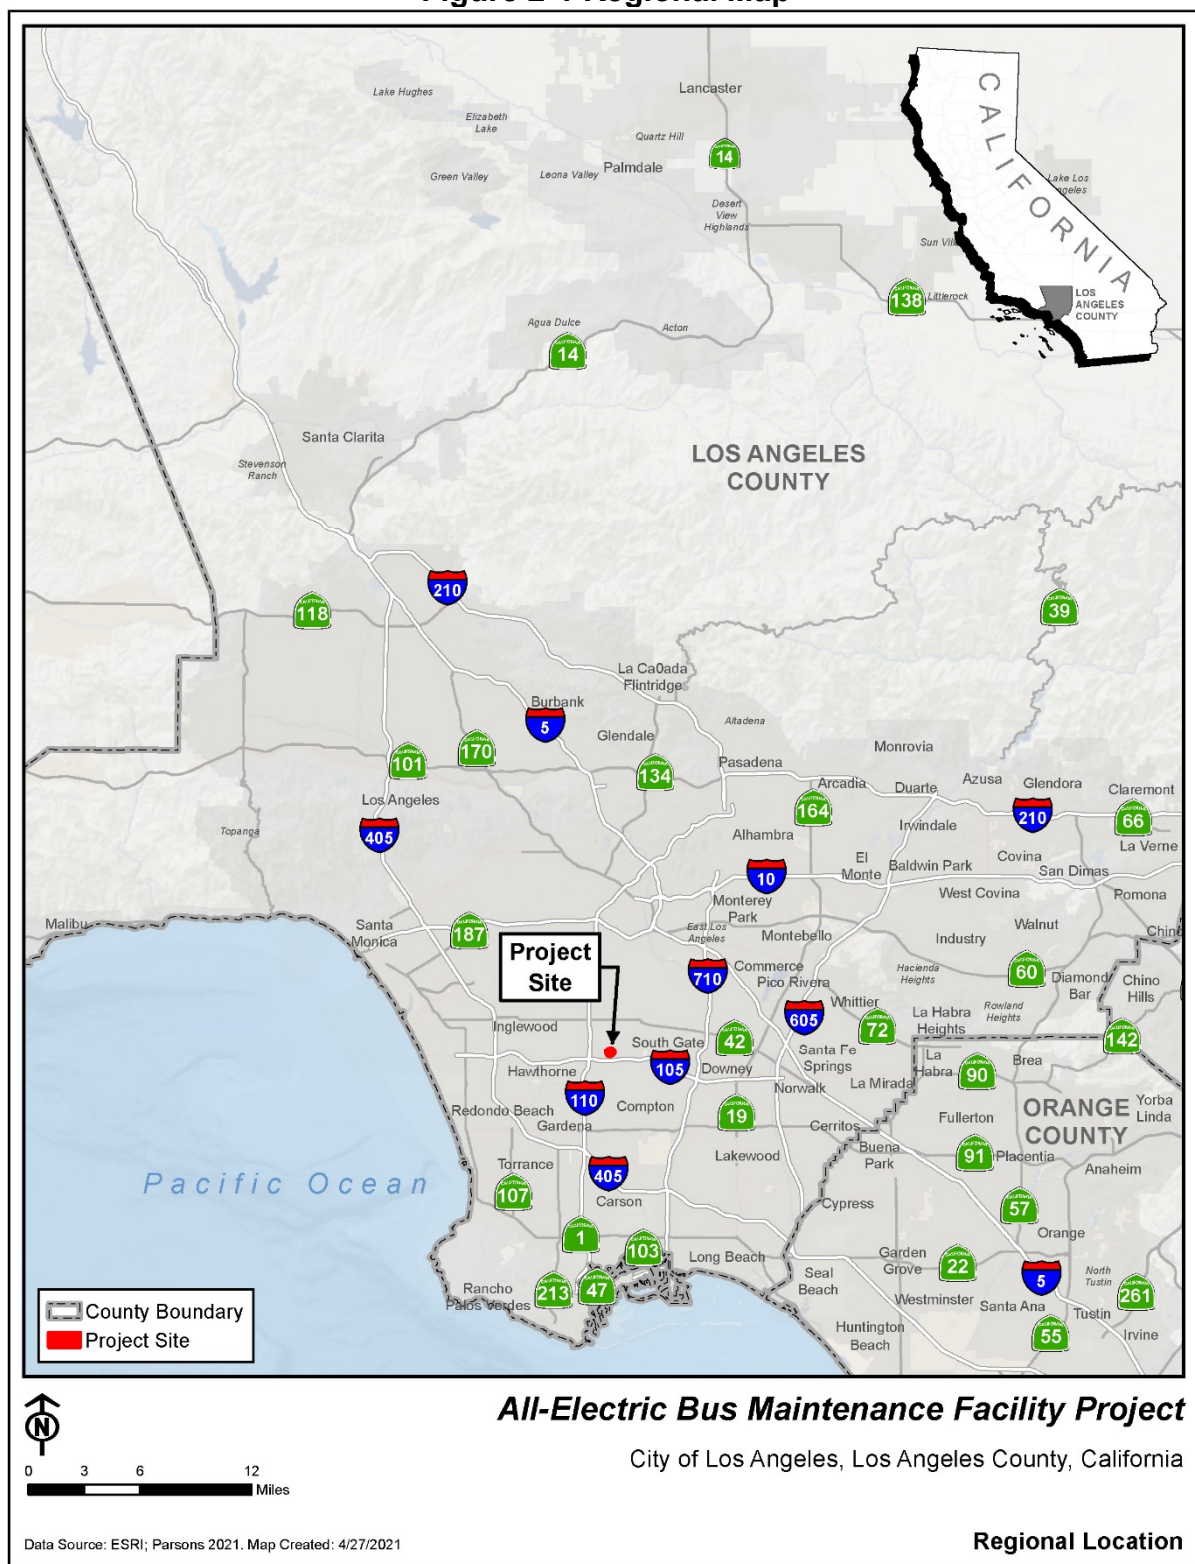 Lancaster
Lake Hughes
Elizabeth
Lake
Quartz Hill
CALIFORNIA
14
Palmdale
Green Valley
Leona Valley
Lake Los
Desert
View
Highlands
138
Littlerock
LOS
ANGELES
COUNTY
Agua Dulce
Acton
14
Santa Clarita
LOS ANGELES
COUNTY
Stevenson
Ranch
210
118
39
La Ca0ada
Flintridge
Burbank
5
Altadena
Glendale
Monrovia
101
170
134
Pasadena
Arcadia
Duarte
Azusa
Glendora
Claremont
Los Angeles
164
210
66
405
Topanga
Alhambra
Irwindale
La Verne
El
Monte
Baldwin Park
Covina
San Dimas
10
West Covina
Pomona
Monterey
Park
Malibu
Santa
Monica
187
East Los
Angeles
Montebello
Industry
Walnut
Project
Site
710
Commerce
Pico Rivera
Hacienda
Heights
60
Diamond
Bar
Chino
Hills
Inglewood
605
Whittier
72
La Habra
Heights
Rowland
Heights
142
South Gate
42
Santa Fe
Springs
La
Habra
Brea
Hawthorne
105
Downey
90
110
Norwalk
La Mirada
Yorba
Linda
Redondo Beach
Compton
19
Fullerton
ORANGE
COUNTY
Gardena
Cerritos
Buena
Park
91
Placentia
Anaheim
Torrance
Lakewood
405
Pacific Ocean
107
Carson
Cypress
57
Orange
1
103
Long Beach
Garden
Grove
22
North
Tustin
Rancho
Palos Verdes
213
47
Seal
Beach
5
261
Westminster
Santa Ana
Tustin
Huntington
Beach
55
Irvine
County Boundary
Project Site
N
All-Electric Bus Maintenance Facility Project
City of Los Angeles, Los Angeles County, California
0 3 6 12
Miles
Data Source: ESRI; Parsons 2021. Map Created: 4/27/2021
Regional Location